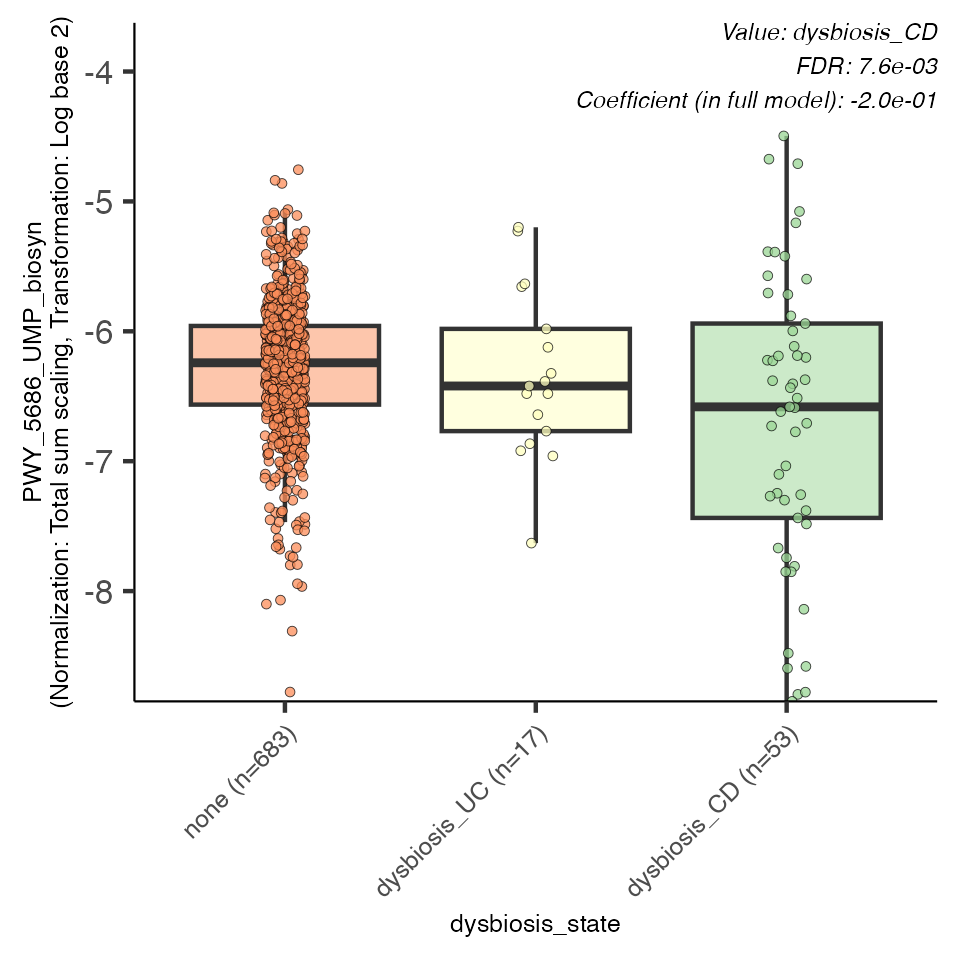 Value: dysbiosis_CD
FDR: 7.6e-03
Coefficient (in full model): -2.0e-01
PWY_5686_UMP_biosyn
(Normalization: Total sum scaling, Transformation: Log base 2)
-4
-5
-6
-7
-8
none (n=683)
dysbiosis_UC (n=17)
dysbiosis_CD (n=53)
dysbiosis_state